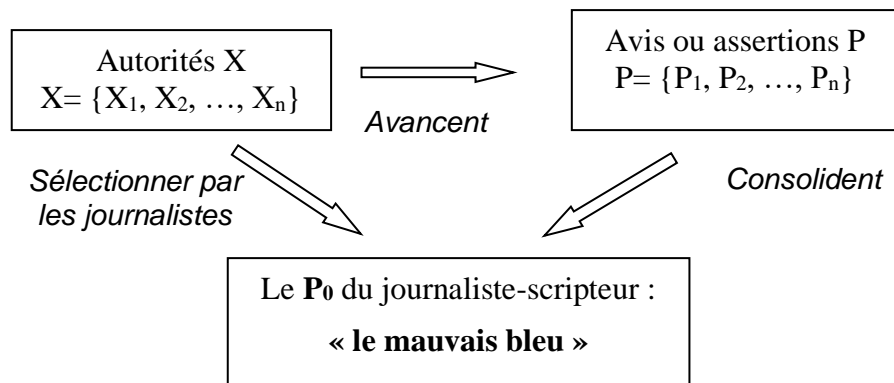 Autorités X
X= {X₁, X₂, …, Xₙ}
Avancent
Avis ou assertions P
P= {P₁, P₂, …, Pₙ}
Sélectionner par
les journalistes
Consolident
Le P₀ du journaliste-scripteur :
« le mauvais bleu »